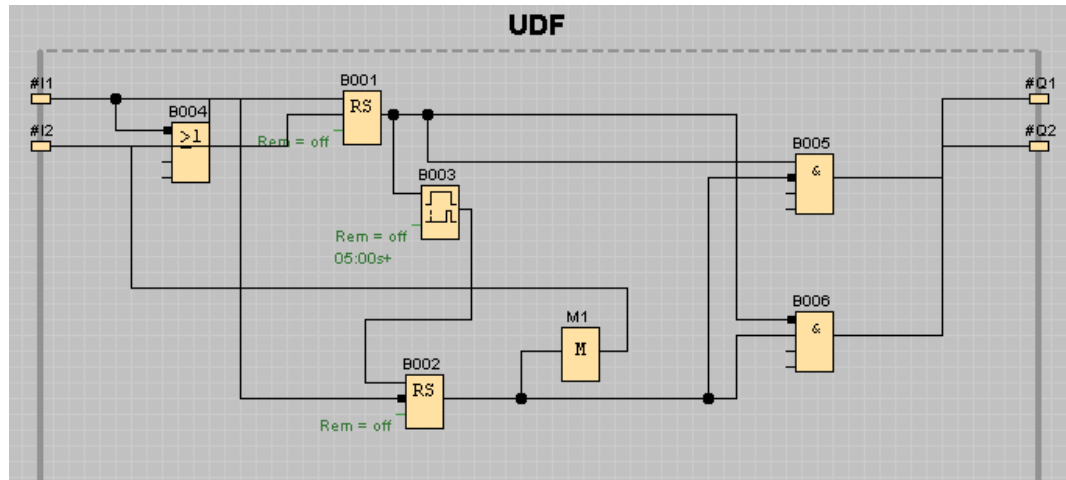 UDF
#I1
B001
#Q1
RS
B004
>1
#I2
Rem = off
#Q2
B005
&
B003
Rem = off
05:00s+
B006
&
M1
M
B002
RS
Rem = off